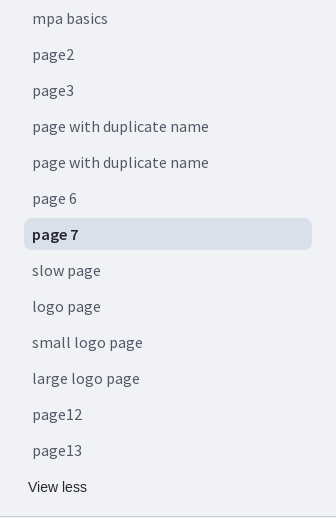 mpa basics
page2
page3
page with duplicate name
page with duplicate name
page 6
page 7
slow page
logo page
small logo page
large logo page
page12
page13
View less